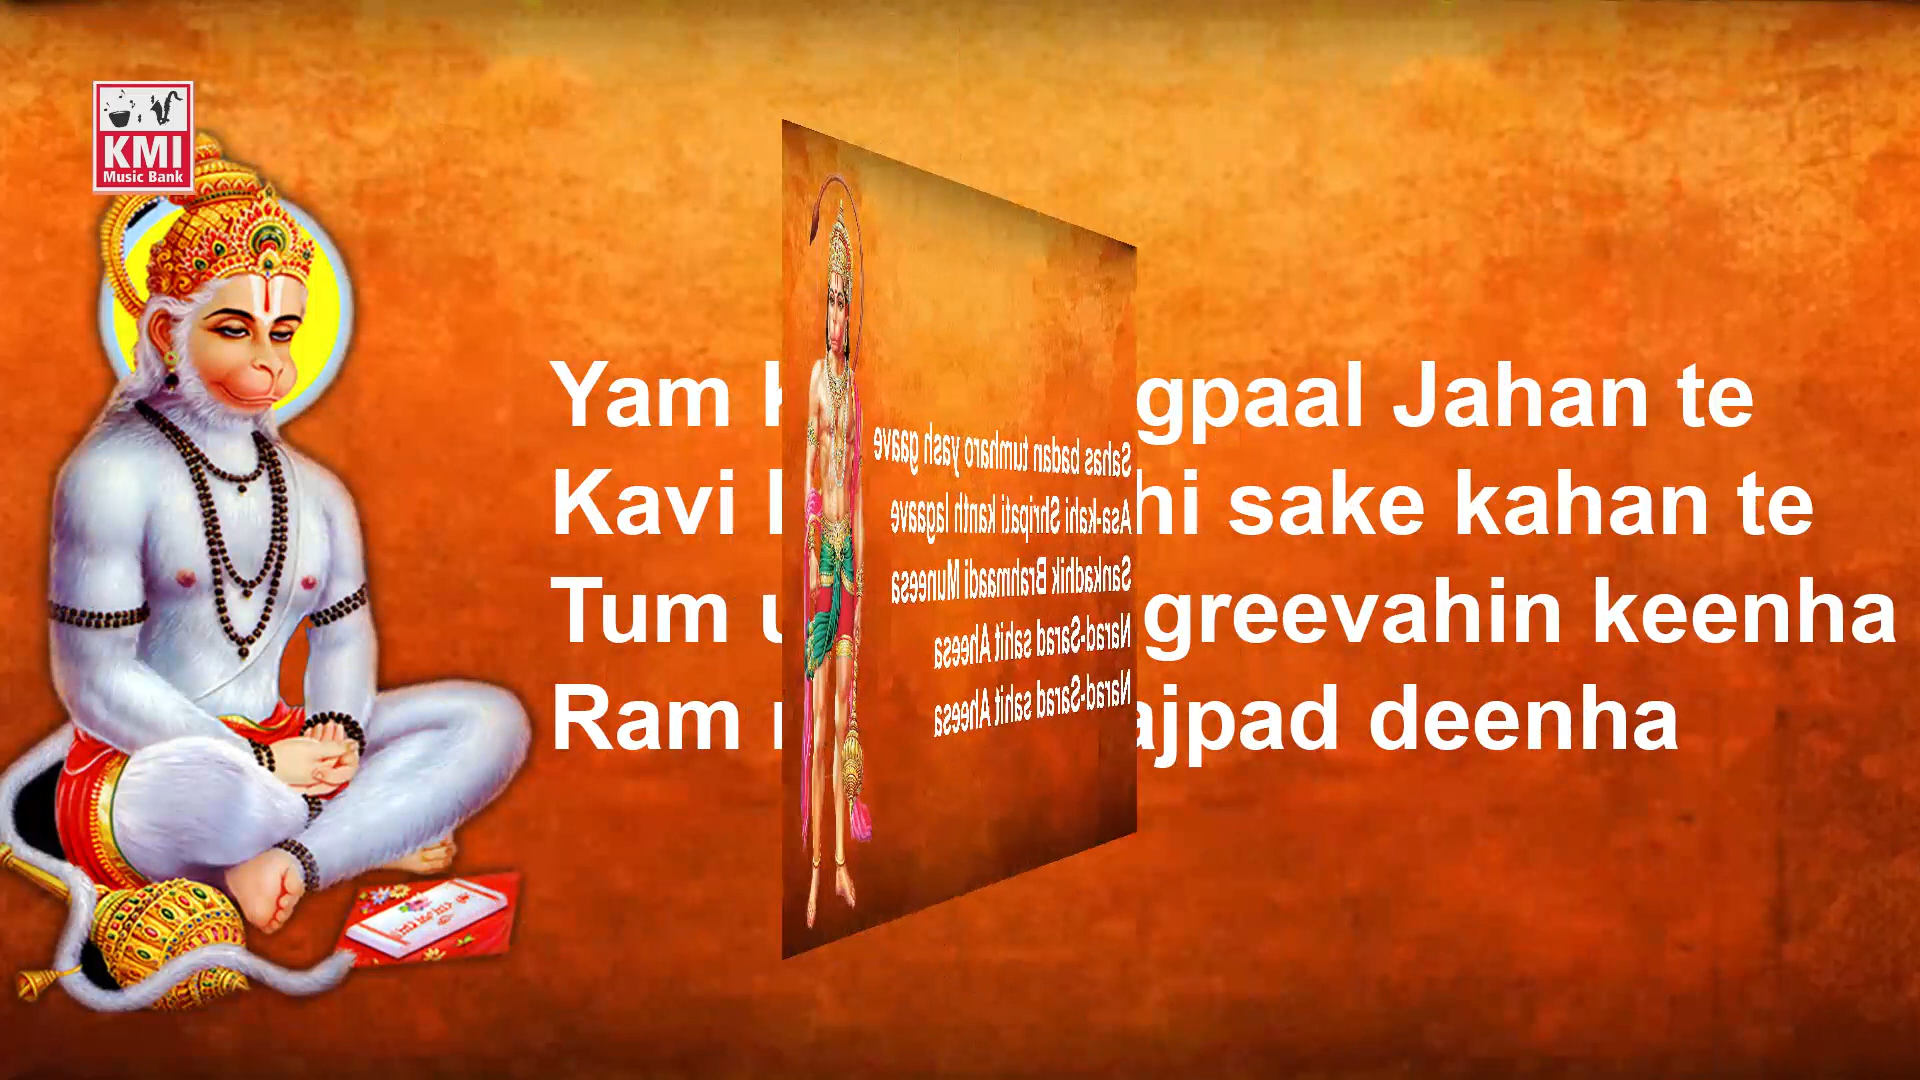 KMI
Music Bank
Yam gpaal Jahan te
Kavi hi sake kahan te
Tum greevahin keenha
Ram ajpad deenha
Sahas badan tumharo yash gaave
Asa-kahi Shripati kanth lagaave
Sankadhik Brahmaadi Muneesa
Narad-Sarad sahit Aheesa
Narad-Sarad sahit Aheesa